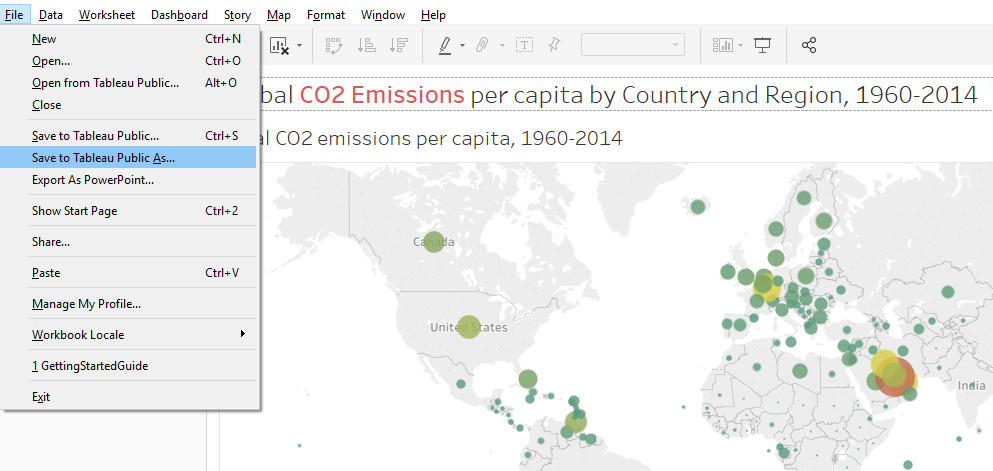 File Data Worksheet Dashboard Story Map Format Window Help
New Ctrl+N
Open... Ctrl+O
Open from Tableau Public... Alt+O
Close
Save to Tableau Public... Ctrl+S
Save to Tableau Public As...
Export As PowerPoint...
Show Start Page Ctrl+2
Share...
Paste Ctrl+V
Manage My Profile...
Workbook Locale
1 GettingStartedGuide
Exit
bal CO2 Emissions per capita by Country and Region, 1960-2014
al CO2 emissions per capita, 1960-2014
Canada
United States
India